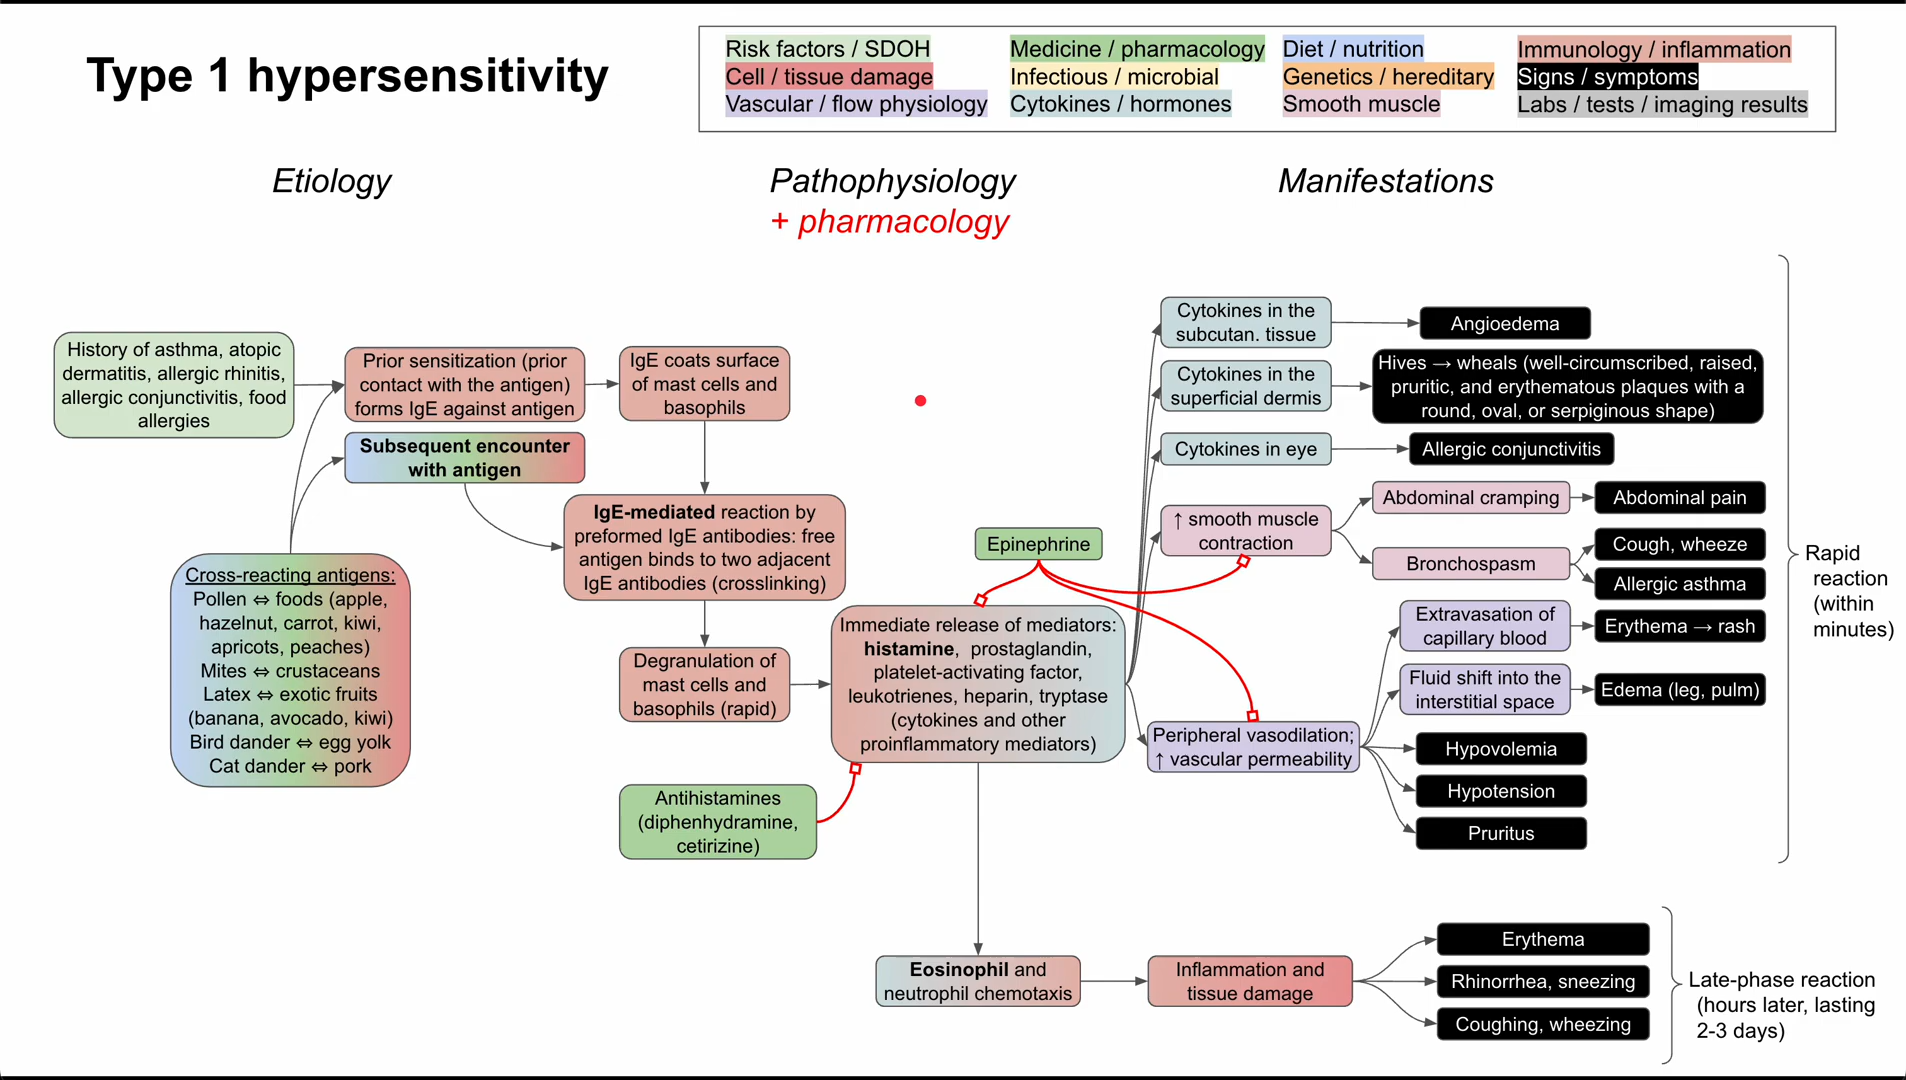 Type 1 hypersensitivity
Risk factors / SDOH
Cell / tissue damage
Vascular / flow physiology
Medicine / pharmacology
Infectious / microbial
Cytokines / hormones
Diet / nutrition
Genetics / hereditary
Smooth muscle
Immunology / inflammation
Signs / symptoms
Labs / tests / imaging results
Etiology
Pathophysiology
+ pharmacology
Manifestations
History of asthma, atopic
dermatitis, allergic rhinitis,
allergic conjunctivitis, food
allergies
Prior sensitization (prior
contact with the antigen)
forms IgE against antigen
IgE coats surface
of mast cells and
basophils
Subsequent encounter
with antigen
Cross-reacting antigens:
Pollen ⇔ foods (apple,
hazelnut, carrot, kiwi,
apricots, peaches)
Mites ⇔ crustaceans
Latex ⇔ exotic fruits
(banana, avocado, kiwi)
Bird dander ⇔ egg yolk
Cat dander ⇔ pork
IgE-mediated reaction by
preformed IgE antibodies: free
antigen binds to two adjacent
IgE antibodies (crosslinking)
Degranulation of
mast cells and
basophils (rapid)
Antihistamines
(diphenhydramine,
cetirizine)
Epinephrine
Immediate release of mediators:
histamine, prostaglandin,
platelet-activating factor,
leukotrienes, heparin, tryptase
(cytokines and other
proinflammatory mediators)
Cytokines in the
subcutan. tissue
Angioedema
Cytokines in the
superficial dermis
Hives → wheals (well-circumscribed, raised,
pruritic, and erythematous plaques with a
round, oval, or serpiginous shape)
Cytokines in eye
Allergic conjunctivitis
↑ smooth muscle
contraction
Abdominal cramping
Abdominal pain
Bronchospasm
Cough, wheeze
Allergic asthma
Peripheral vasodilation;
↑ vascular permeability
Extravasation of
capillary blood
Erythema → rash
Fluid shift into the
interstitial space
Edema (leg, pulm)
Hypovolemia
Hypotension
Pruritus
Rapid
reaction
(within
minutes)
Eosinophil and
neutrophil chemotaxis
Inflammation and
tissue damage
Erythema
Rhinorrhea, sneezing
Coughing, wheezing
Late-phase reaction
(hours later, lasting
2-3 days)